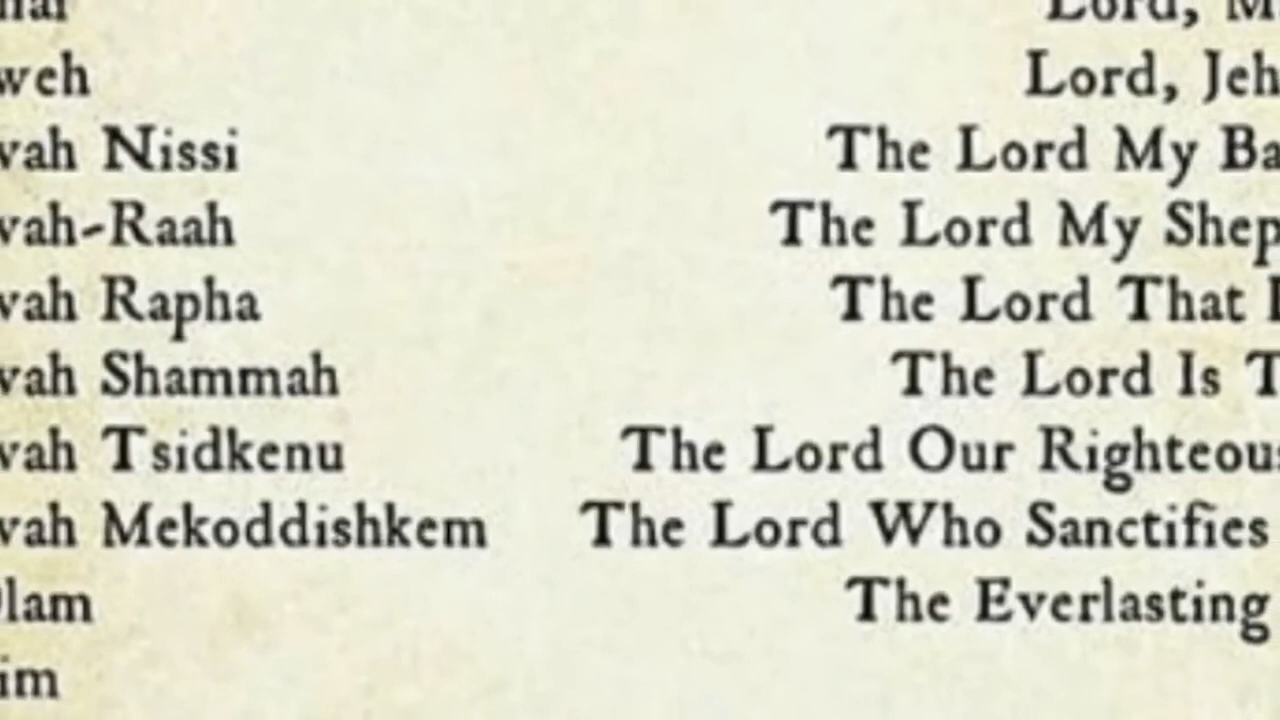 weh Lord, Jeh
vah Nissi The Lord My Ba
vah-Raah The Lord My Shep
vah Rapha The Lord That
vah Shammah The Lord Is T
vah Tsidkenu The Lord Our Righteous
vah Mekoddishkem The Lord Who Sanctifies
lam The Everlasting
im